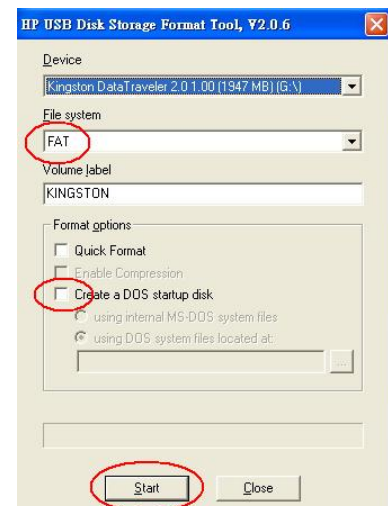 HP USB Disk Storage Format Tool, V2.0.6
Device
Kingston DataTraveler 2.0 1.00 (1947 MB) (G:\)
File system
FAT
Volume label
KINGSTON
Format options
Quick Format
Enable Compression
Create a DOS startup disk
using internal MS-DOS system files
using DOS system files located at:
...
Start
Close